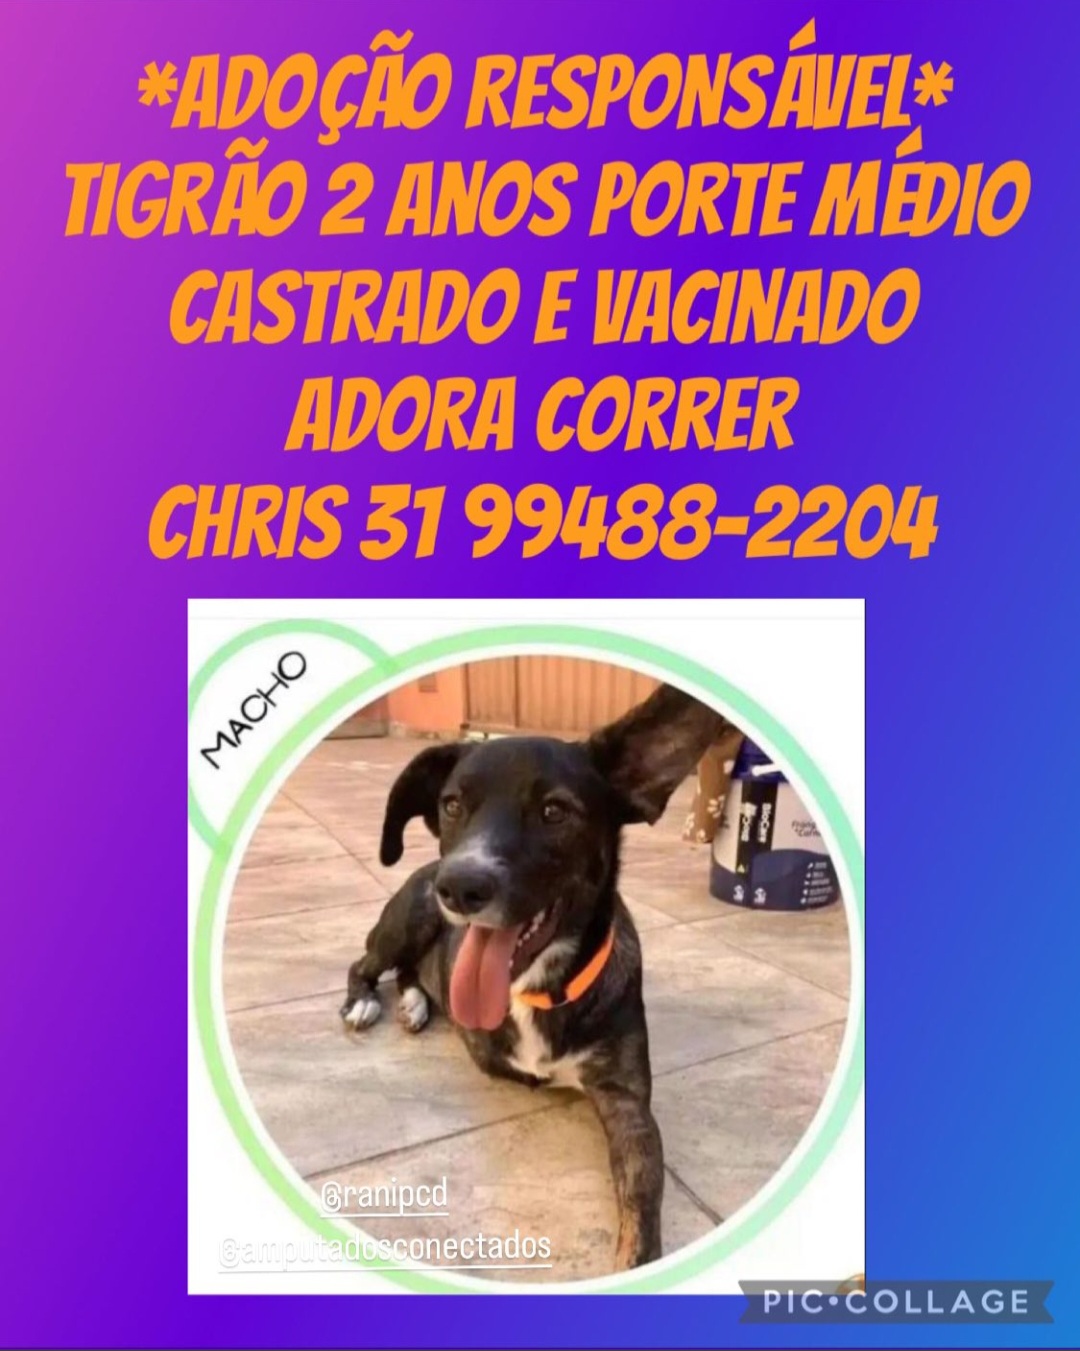 *ADOÇÃO RESPONSÁVEL*
TIGRÃO 2 ANOS PORTE MÉDIO
CASTRADO E VACINADO
ADORA CORRER
CHRIS 31 99488-2204
MACHO
@ranipcd
@amputadosconectados
PIC•COLLAGE